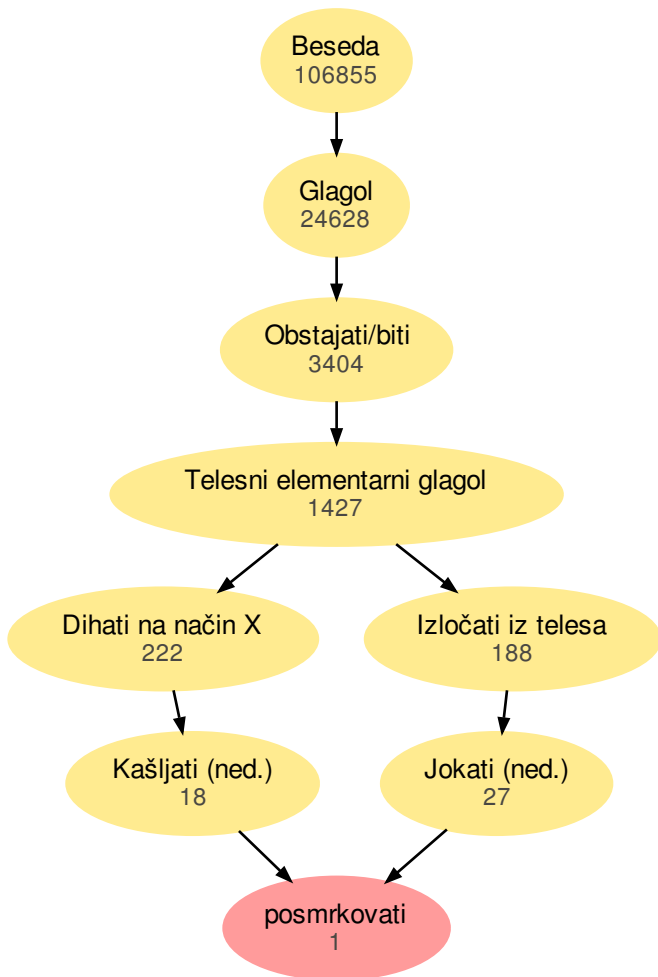 Beseda
106855
Glagol
24628
Obstajati/biti
3404
Telesni elementarni glagol
1427
Dihati na način X
222
Izločati iz telesa
188
Kašljati (ned.)
18
Jokati (ned.)
27
posmrkovati
1